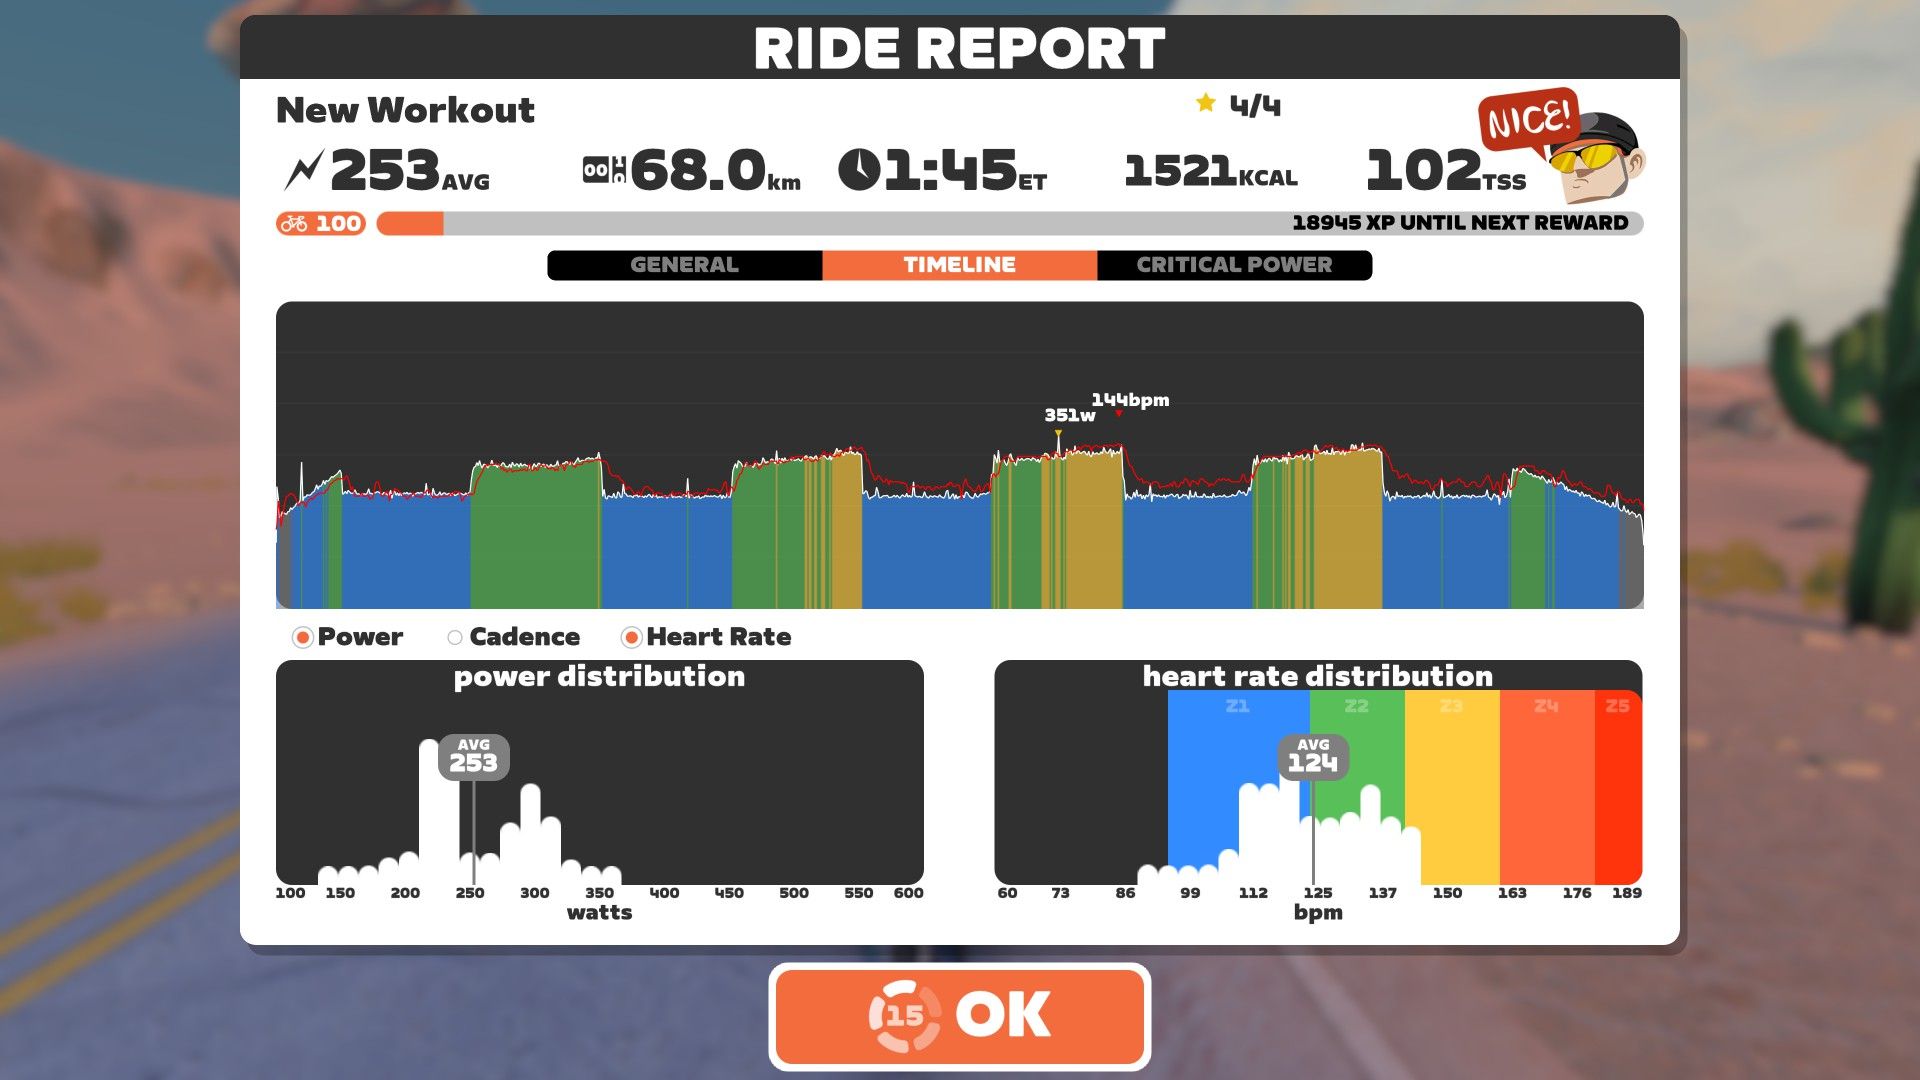 RIDE REPORT
New Workout
4/4
NICE!
253AVG
00
68.0km
1:45ET
1521KCAL
102TSS
100
18945 XP UNTIL NEXT REWARD
GENERAL
TIMELINE
CRITICAL POWER
144bpm
351w
Power
Cadence
Heart Rate
power distribution
AVG
253
100 150 200 250 300 350 400 450 500 550 600
watts
heart rate distribution
Z1 Z2 Z3 Z4 Z5
AVG
124
60 73 86 99 112 125 137 150 163 176 189
bpm
15 OK